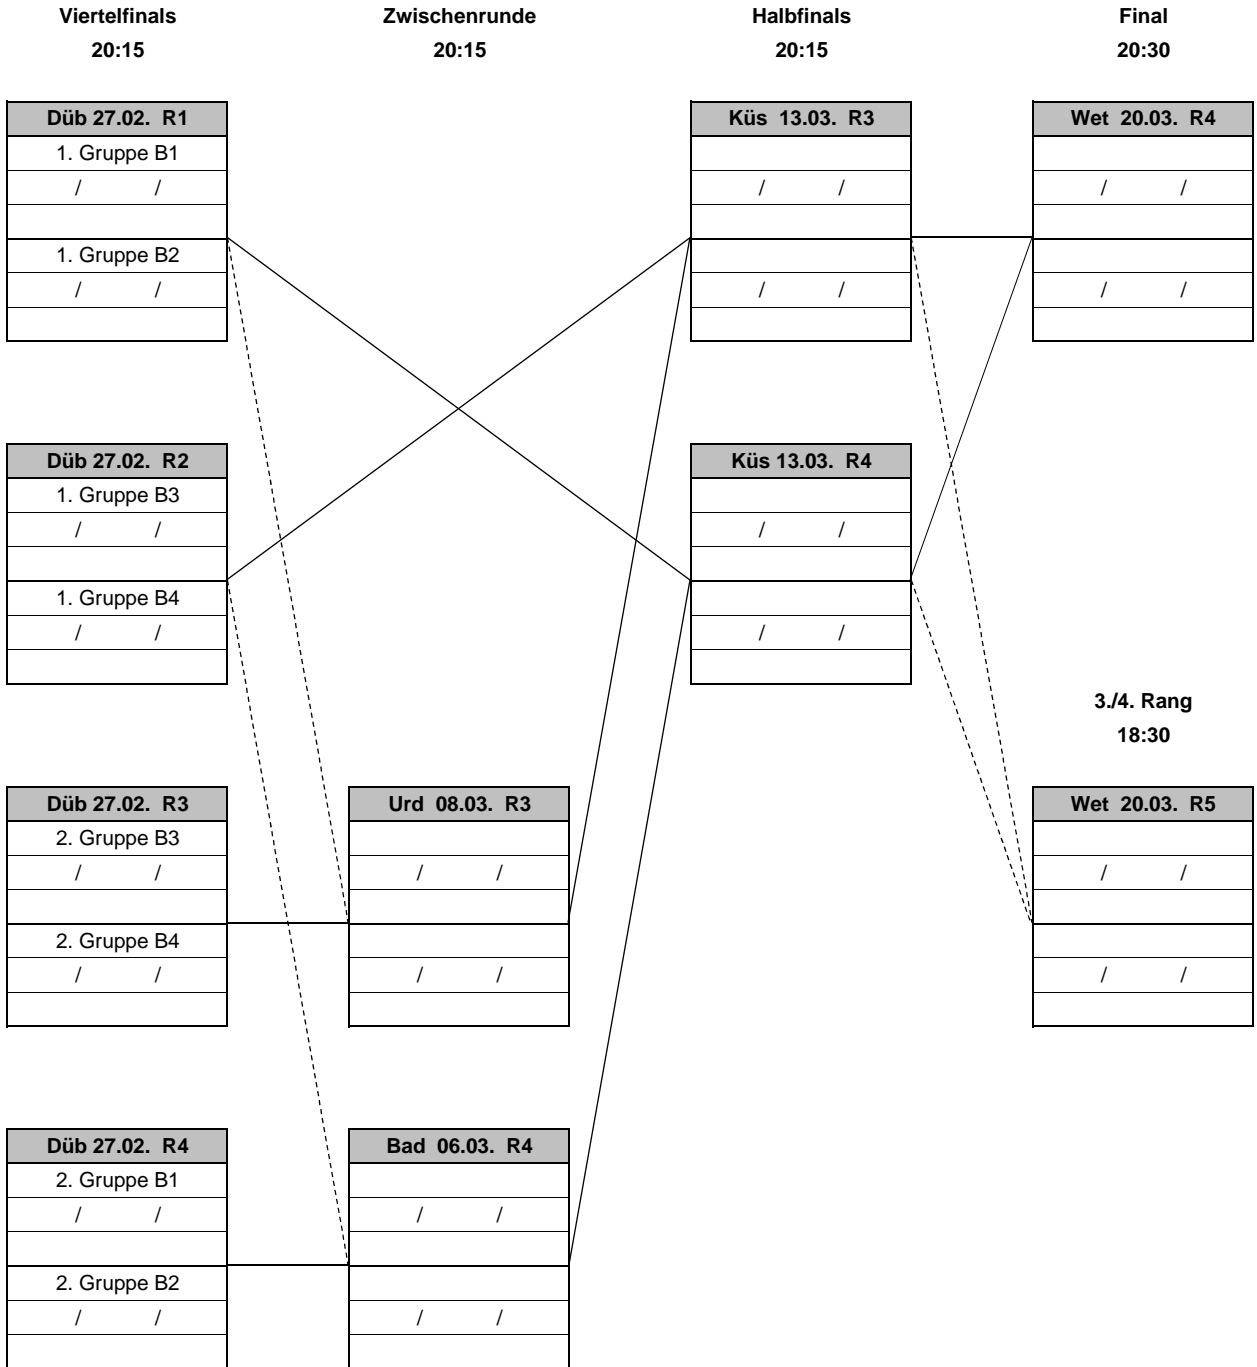 Viertelfinals
20:15
Zwischenrunde
20:15
Halbfinals
20:15
Final
20:30
Düb 27.02. R1
1. Gruppe B1
/ /
1. Gruppe B2
/ /
Küs 13.03. R3
/ /
/ /
Wet 20.03. R4
/ /
/ /
Düb 27.02. R2
1. Gruppe B3
/ /
1. Gruppe B4
/ /
Küs 13.03. R4
/ /
/ /
3./4. Rang
18:30
Düb 27.02. R3
2. Gruppe B3
/ /
2. Gruppe B4
/ /
Urd 08.03. R3
/ /
/ /
Wet 20.03. R5
/ /
/ /
Düb 27.02. R4
2. Gruppe B1
/ /
2. Gruppe B2
/ /
Bad 06.03. R4
/ /
/ /